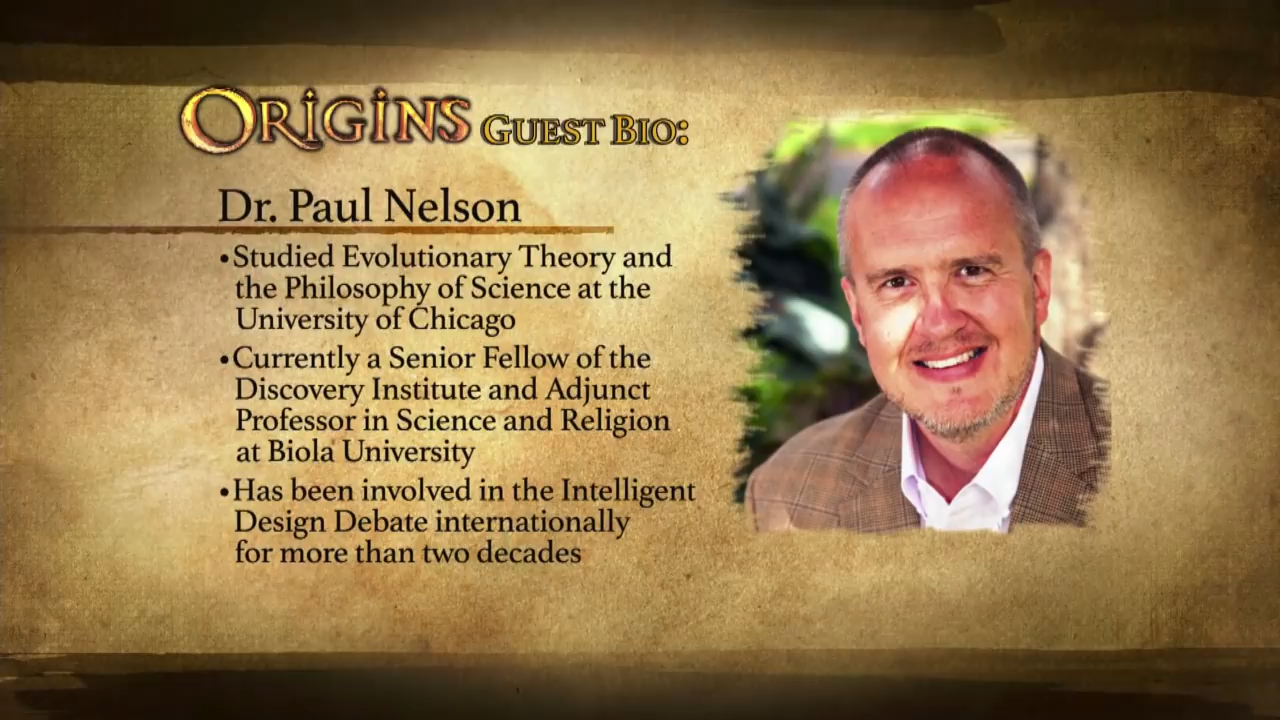 ORIGINS GUEST BIO:
Dr. Paul Nelson
•Studied Evolutionary Theory and
the Philosophy of Science at the
University of Chicago
•Currently a Senior Fellow of the
Discovery Institute and Adjunct
Professor in Science and Religion
at Biola University
•Has been involved in the Intelligent
Design Debate internationally
for more than two decades